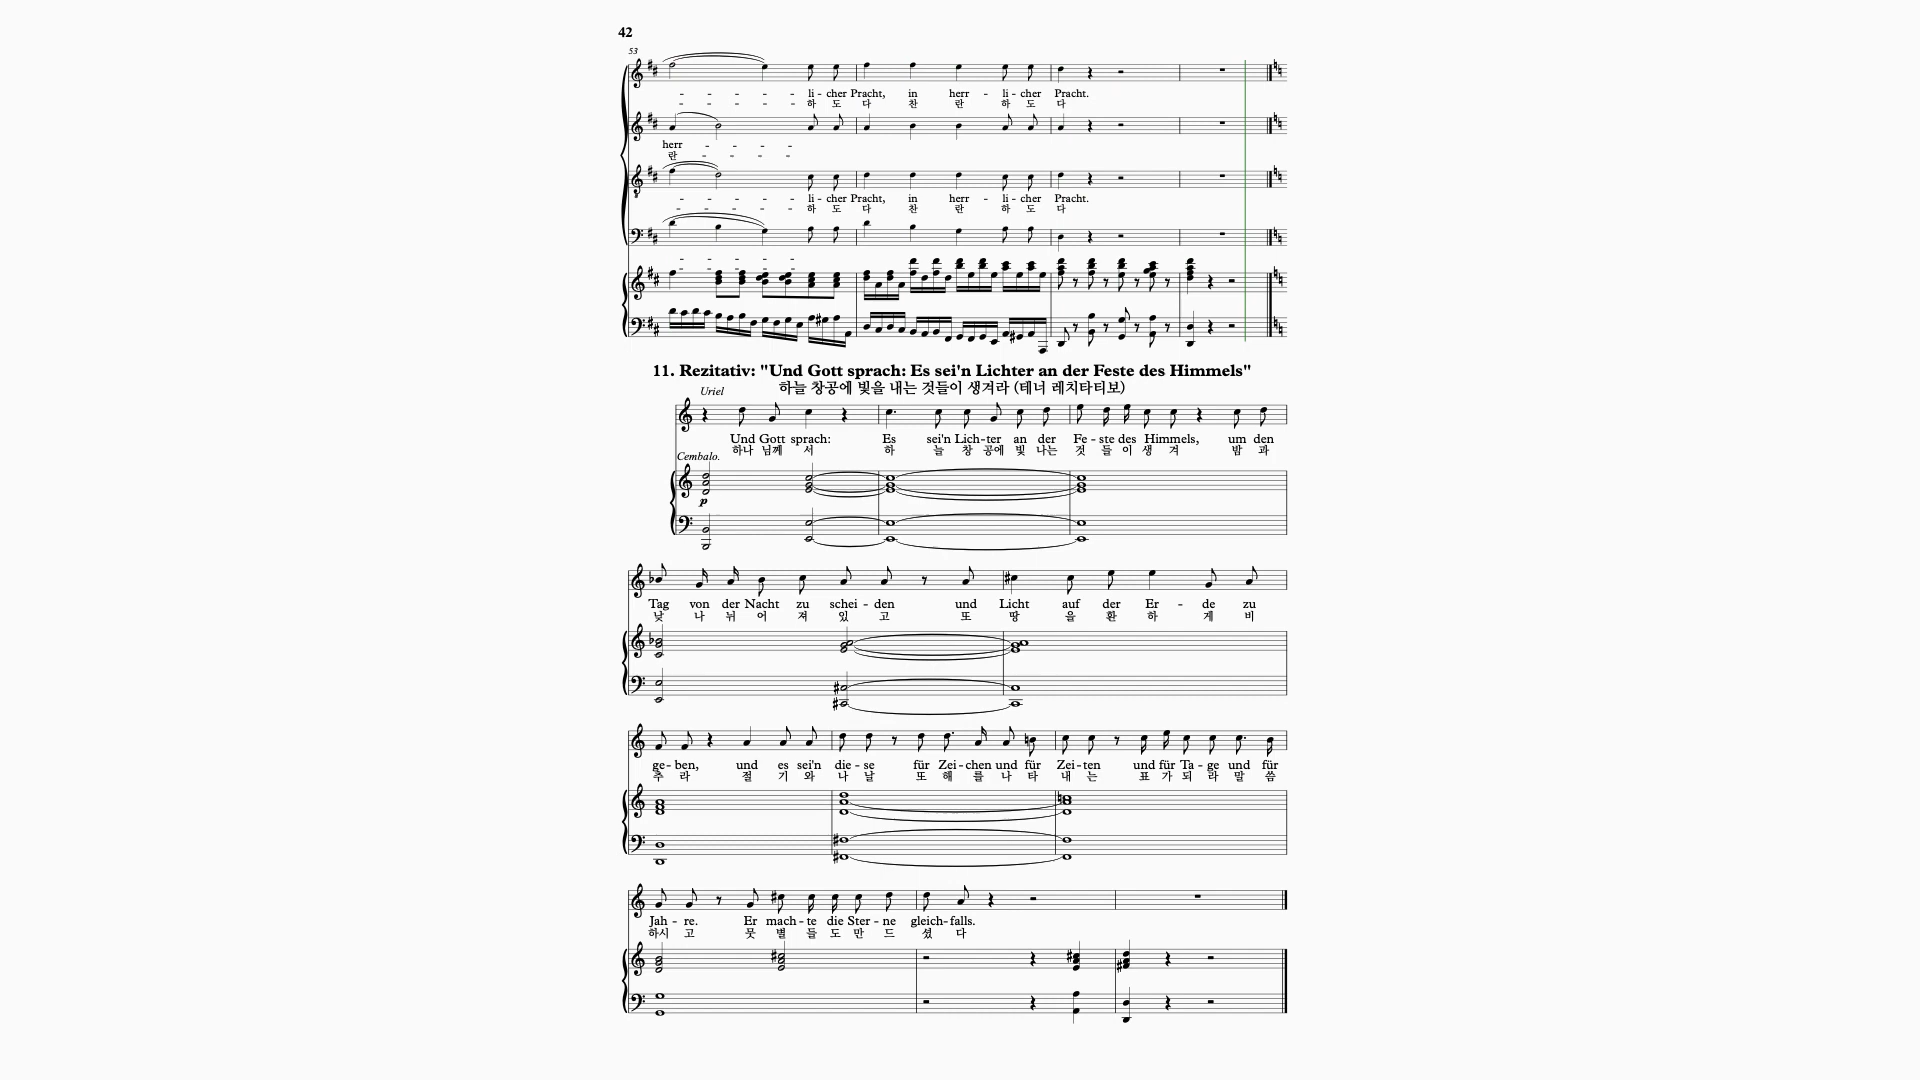 42
53
li - cher Pracht, in herr - li - cher Pracht.
하 도 다 찬 란 하 도 다
herr - - - -
란 - - - -
li - cher Pracht, in herr - li - cher Pracht.
하 도 다 찬 란 하 도 다
11. Rezitativ: "Und Gott sprach: Es sei'n Lichter an der Feste des Himmels"
하늘 창공에 빛을 내는 것들이 생겨라 (테너 레치타티보)
Uriel
Und Gott sprach: Es sei'n Lich - ter an der Fe - ste des Himmels, um den
하나 님께 서 하 늘 창 공에 빛 나는 것 들 이 생 겨 밤 과
Cembalo.
p
Tag von der Nacht zu schei - den und Licht auf der Er - de zu
낮 나 뉘 어 져 있 고 또 땅 을 환 하 게 비
ge - ben, und es sei'n die - se für Zei - chen und für Zei - ten und für Ta - ge und für
추 라 절 기 와 나 날 또 해 를 나 타 내 는 표 가 되 라 말 씀
Jah - re. Er mach - te die Ster - ne gleich - falls.
하시 고 뭇 별 들 도 만 드 셨 다